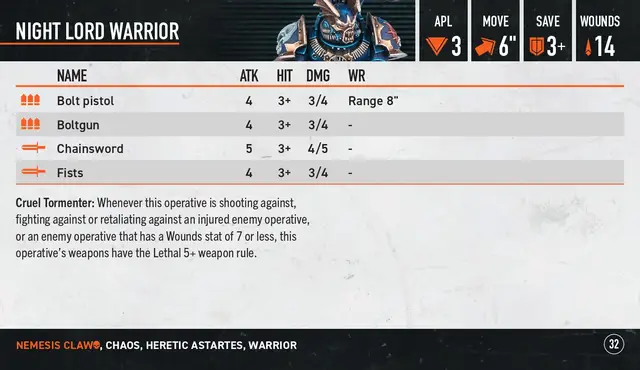 NIGHT LORD WARRIOR
APL MOVE SAVE WOUNDS
3 6" 3+ 14
NAME ATK HIT DMG WR
Bolt pistol 4 3+ 3/4 Range 8"
Boltgun 4 3+ 3/4 -
Chainsword 5 3+ 4/5 -
Fists 4 3+ 3/4 -
Cruel Tormenter: Whenever this operative is shooting against,
fighting against or retaliating against an injured enemy operative,
or an enemy operative that has a Wounds stat of 7 or less, this
operative's weapons have the Lethal 5+ weapon rule.
NEMESIS CLAW, CHAOS, HERETIC ASTARTES, WARRIOR
32